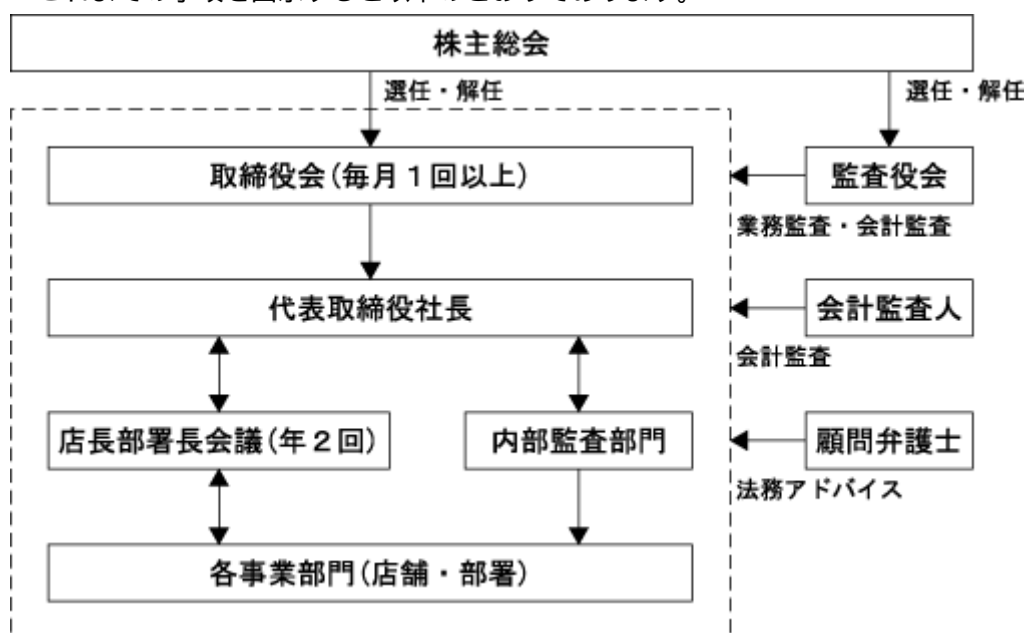 株主総会
選任・解任
選任・解任
取締役会(毎月1回以上)
監査役会
業務監査・会計監査
代表取締役社長
会計監査人
会計監査
店長部署長会議(年2回)
内部監査部門
顧問弁護士
法務アドバイス
各事業部門(店舗・部署)